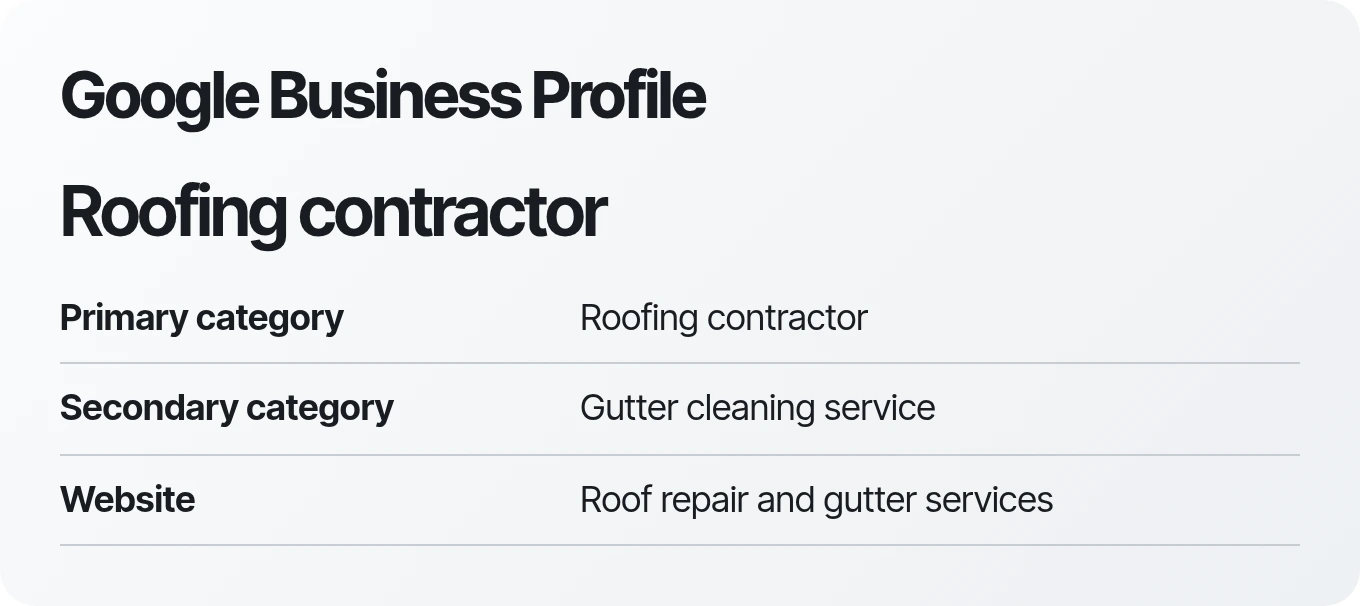 Google Business Profile
Roofing contractor
Primary category Roofing contractor
Secondary category Gutter cleaning service
Website Roof repair and gutter services